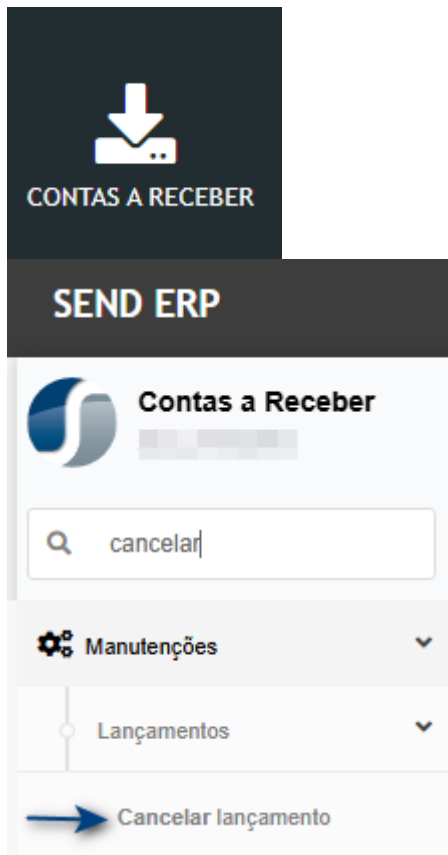 CONTAS A RECEBER
SEND ERP
Contas a Receber
cancelar
Manutenções
Lançamentos
Cancelar lançamento